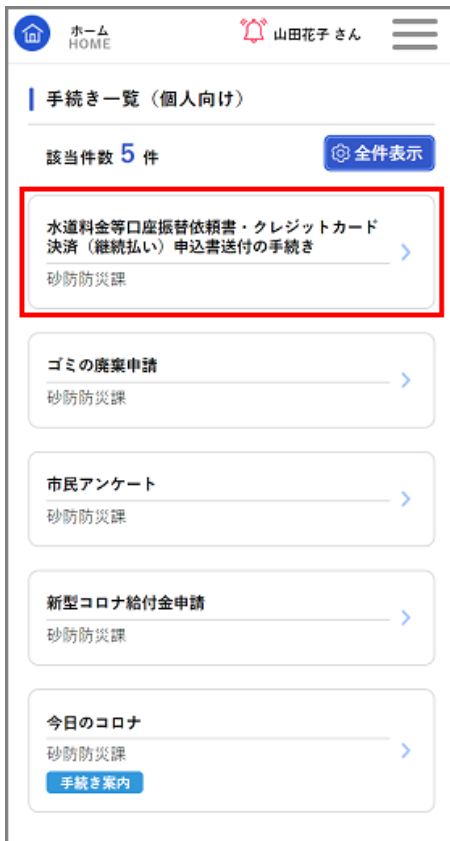 ホーム
HOME
山田花子 さん
手続き一覧（個人向け）
該当件数 5 件
全件表示
水道料金等口座振替依頼書・クレジットカード
決済（継続払い）申込書送付の手続き
砂防防災課
ゴミの廃棄申請
砂防防災課
市民アンケート
砂防防災課
新型コロナ給付金申請
砂防防災課
今日のコロナ
砂防防災課
手続き案内